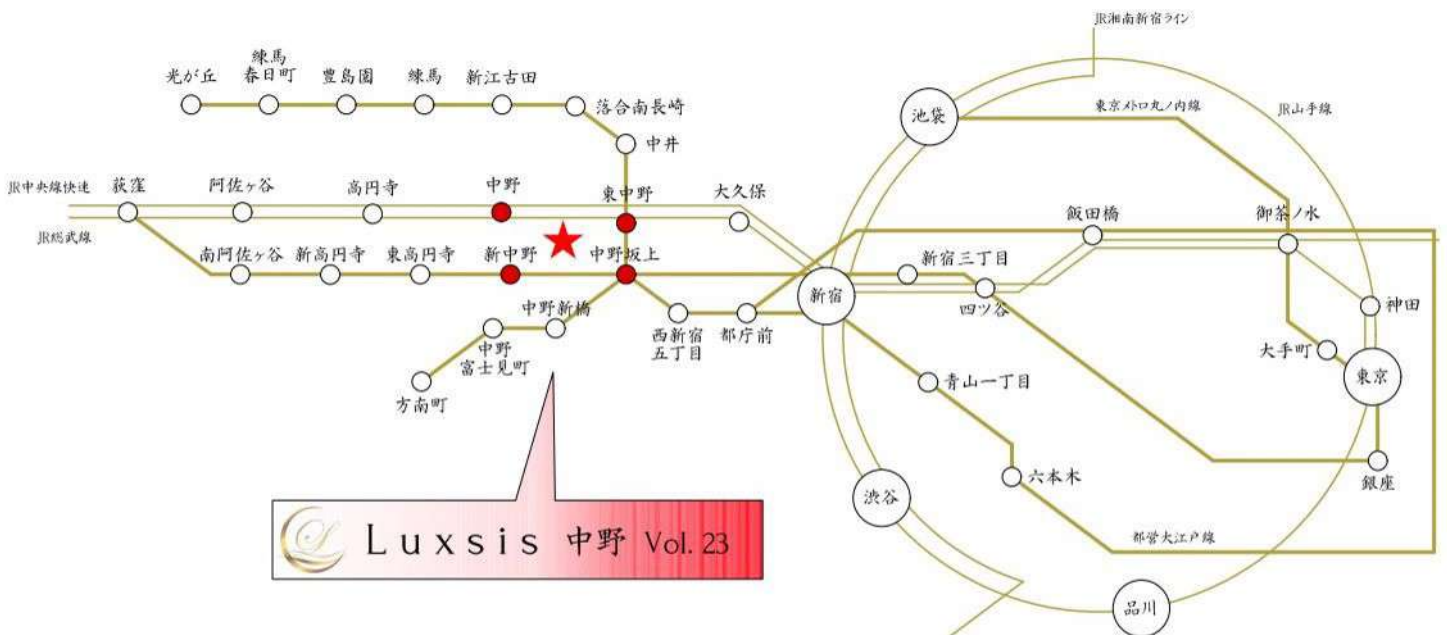 JR湘南新宿ライン
練馬
春日町
光が丘
豊島園
練馬
新江古田
落合南長崎
池袋
東京メトロ丸ノ内線
JR山手線
中井
JR中央線快速
荻窪
阿佐ヶ谷
高円寺
中野
東中野
大久保
飯田橋
御茶ノ水
JR総武線
南阿佐ヶ谷
新高円寺
東高円寺
新中野
中野坂上
新宿三丁目
新宿
四ツ谷
神田
中野新橋
西新宿
五丁目
都庁前
中野
富士見町
大手町
東京
方南町
青山一丁目
六本木
銀座
渋谷
Luxsis 中野 Vol. 23
都営大江戸線
品川